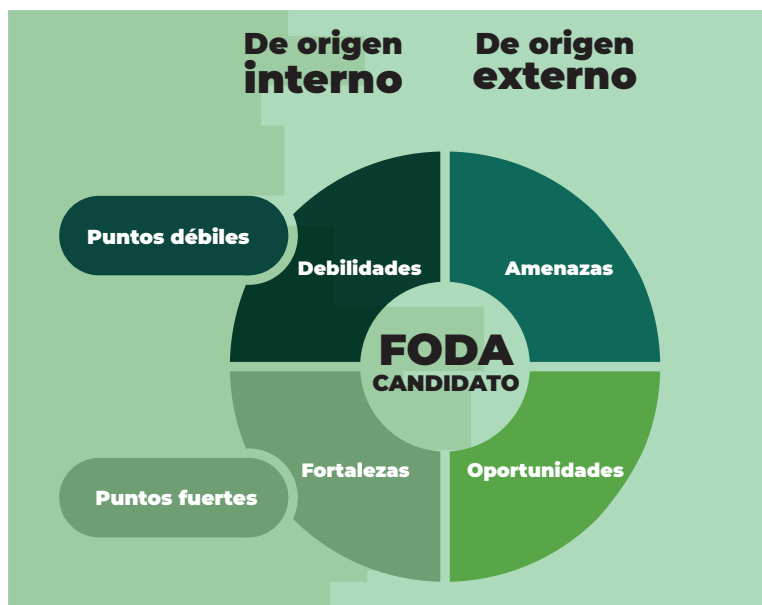 De origen
interno
De origen
externo
Puntos débiles
Debilidades
Amenazas
FODA
CANDIDATO
Fortalezas
Oportunidades
Puntos fuertes